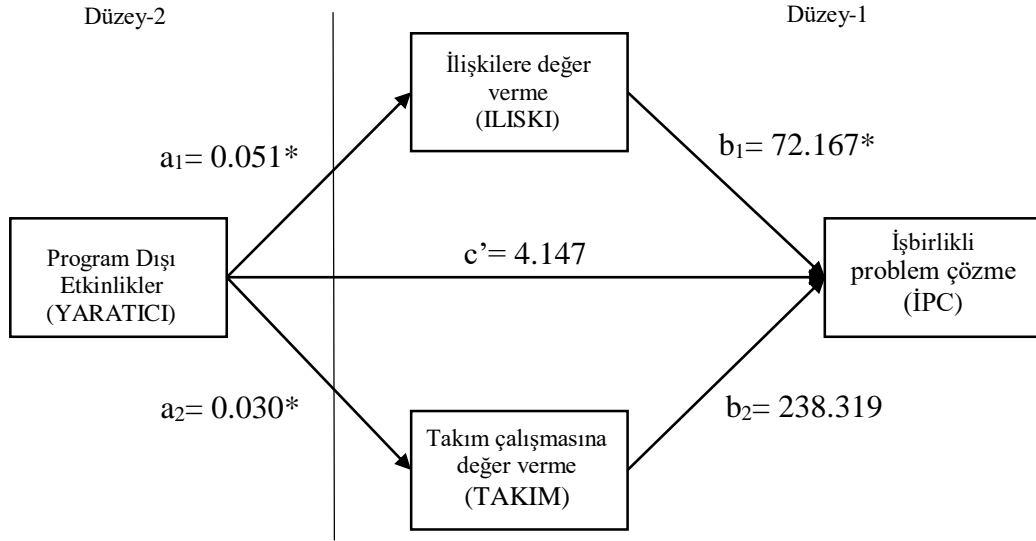 Düzey-2
Düzey-1
İlişkilere değer
verme
(ILISKI)
a₁= 0.051*
b₁= 72.167*
Program Dışı
Etkinlikler
(YARATICI)
c’= 4.147
İşbirlikli
problem çözme
(İPC)
a₂= 0.030*
b₂= 238.319
Takım çalışmasına
değer verme
(TAKIM)